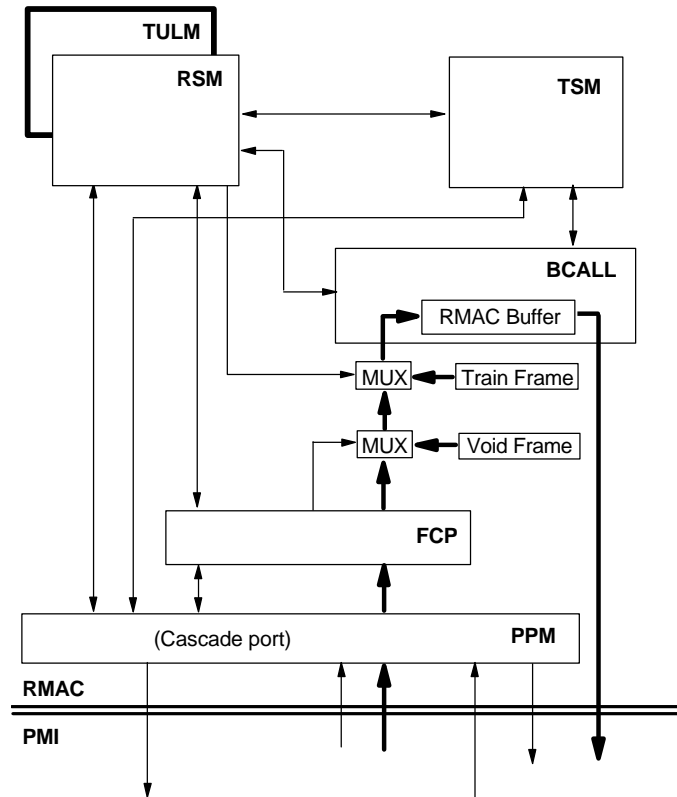 TULM
RSM
TSM
BCALL
RMAC Buffer
MUX
Train Frame
MUX
Void Frame
FCP
(Cascade port)
PPM
RMAC
PMI